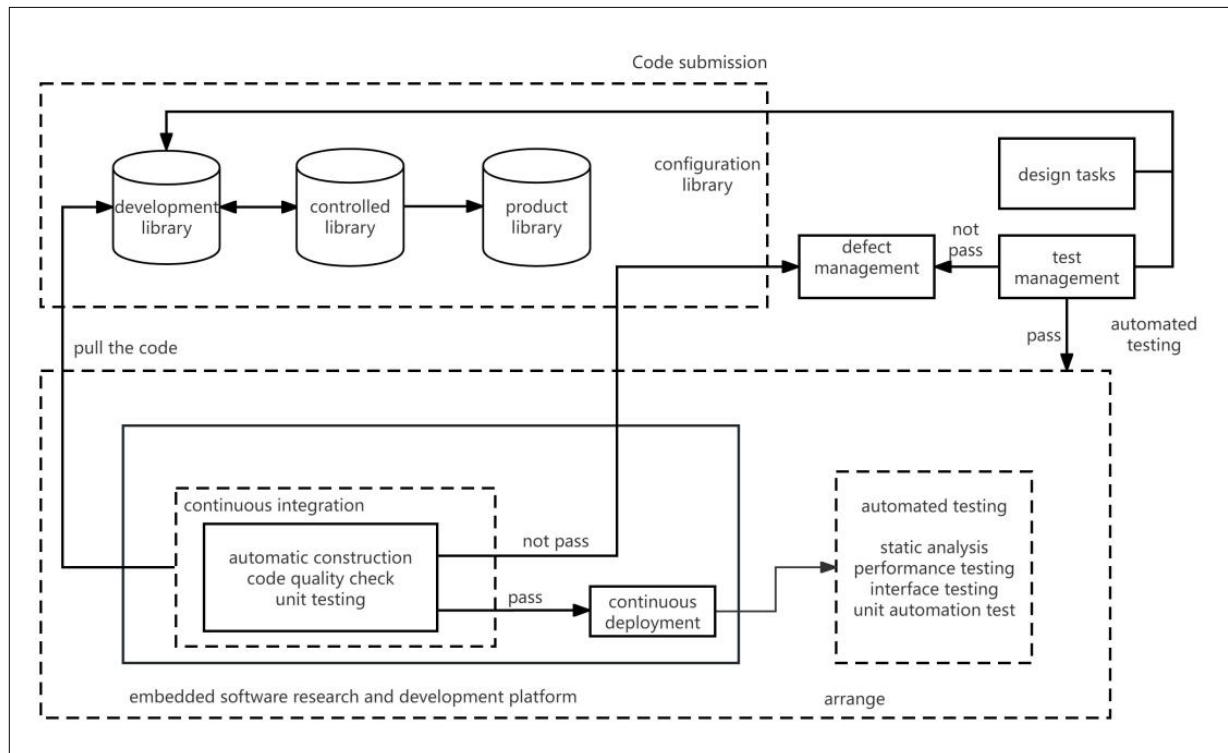 Code submission
development
library
controlled
library
product
library
configuration
library
design tasks
defect
management
not
pass
test
management
pass
automated
testing
pull the code
continuous integration
automatic construction
code quality check
unit testing
not pass
pass
continuous
deployment
automated testing
static analysis
performance testing
interface testing
unit automation test
embedded software research and development platform
arrange